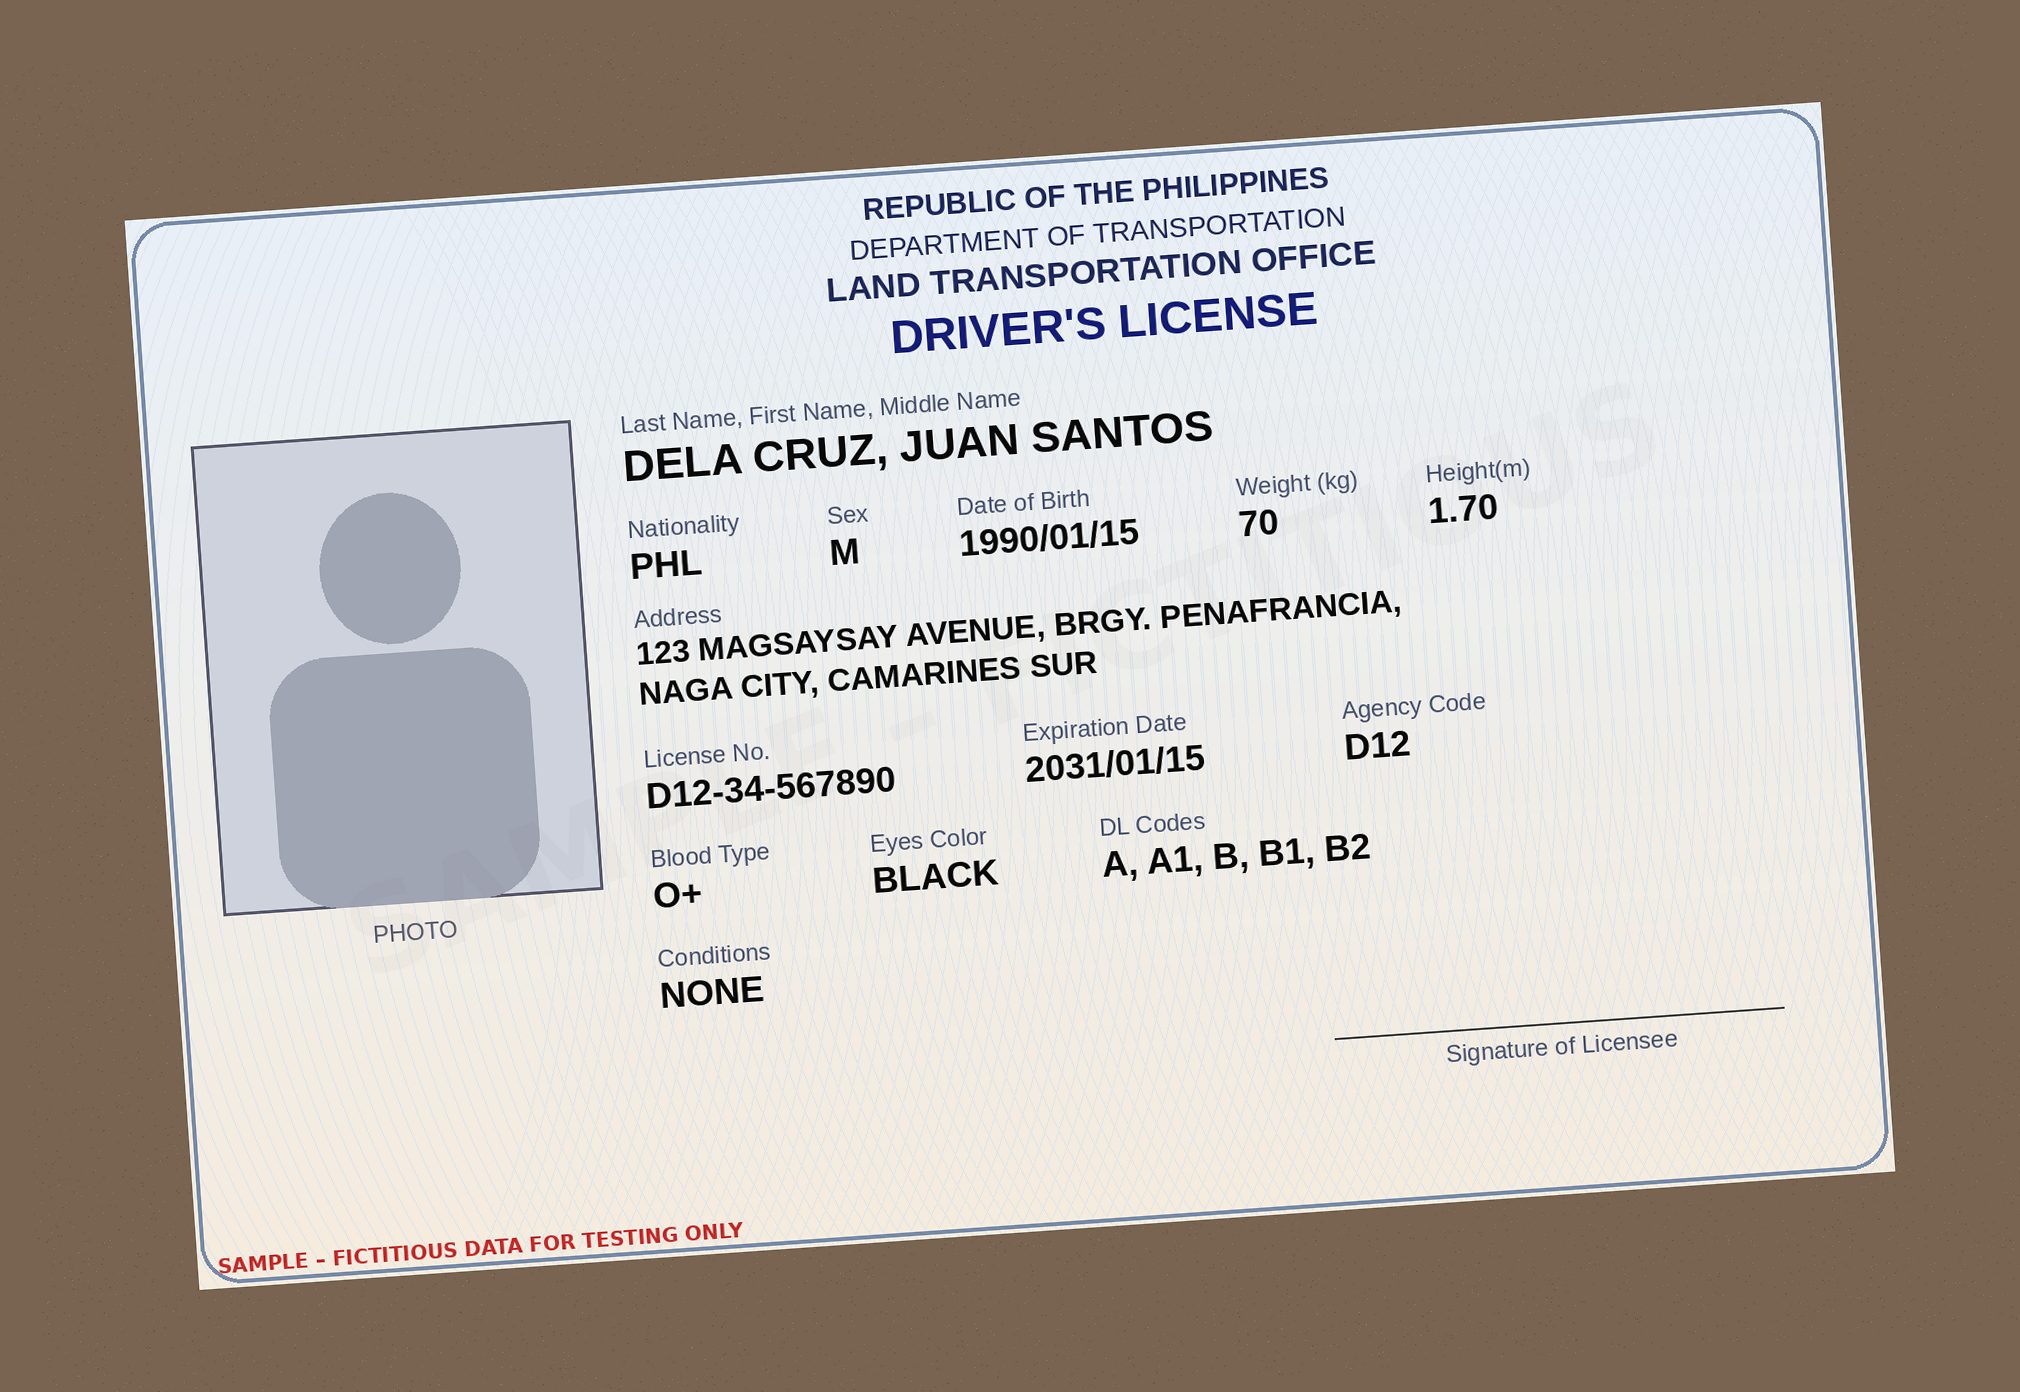 REPUBLIC OF THE PHILIPPINES
DEPARTMENT OF TRANSPORTATION
LAND TRANSPORTATION OFFICE
DRIVER'S LICENSE
Last Name, First Name, Middle Name
DELA CRUZ, JUAN SANTOS
Nationality Sex Date of Birth Weight (kg) Height(m)
PHL M 1990/01/15 70 1.70
Address
123 MAGSAYSAY AVENUE, BRGY. PENAFRANCIA,
NAGA CITY, CAMARINES SUR
License No. Expiration Date Agency Code
D12-34-567890 2031/01/15 D12
Blood Type Eyes Color DL Codes
O+ BLACK A, A1, B, B1, B2
Conditions
NONE
PHOTO
Signature of Licensee
SAMPLE – FICTITIOUS DATA FOR TESTING ONLY
SAMPLE – FICTITIOUS